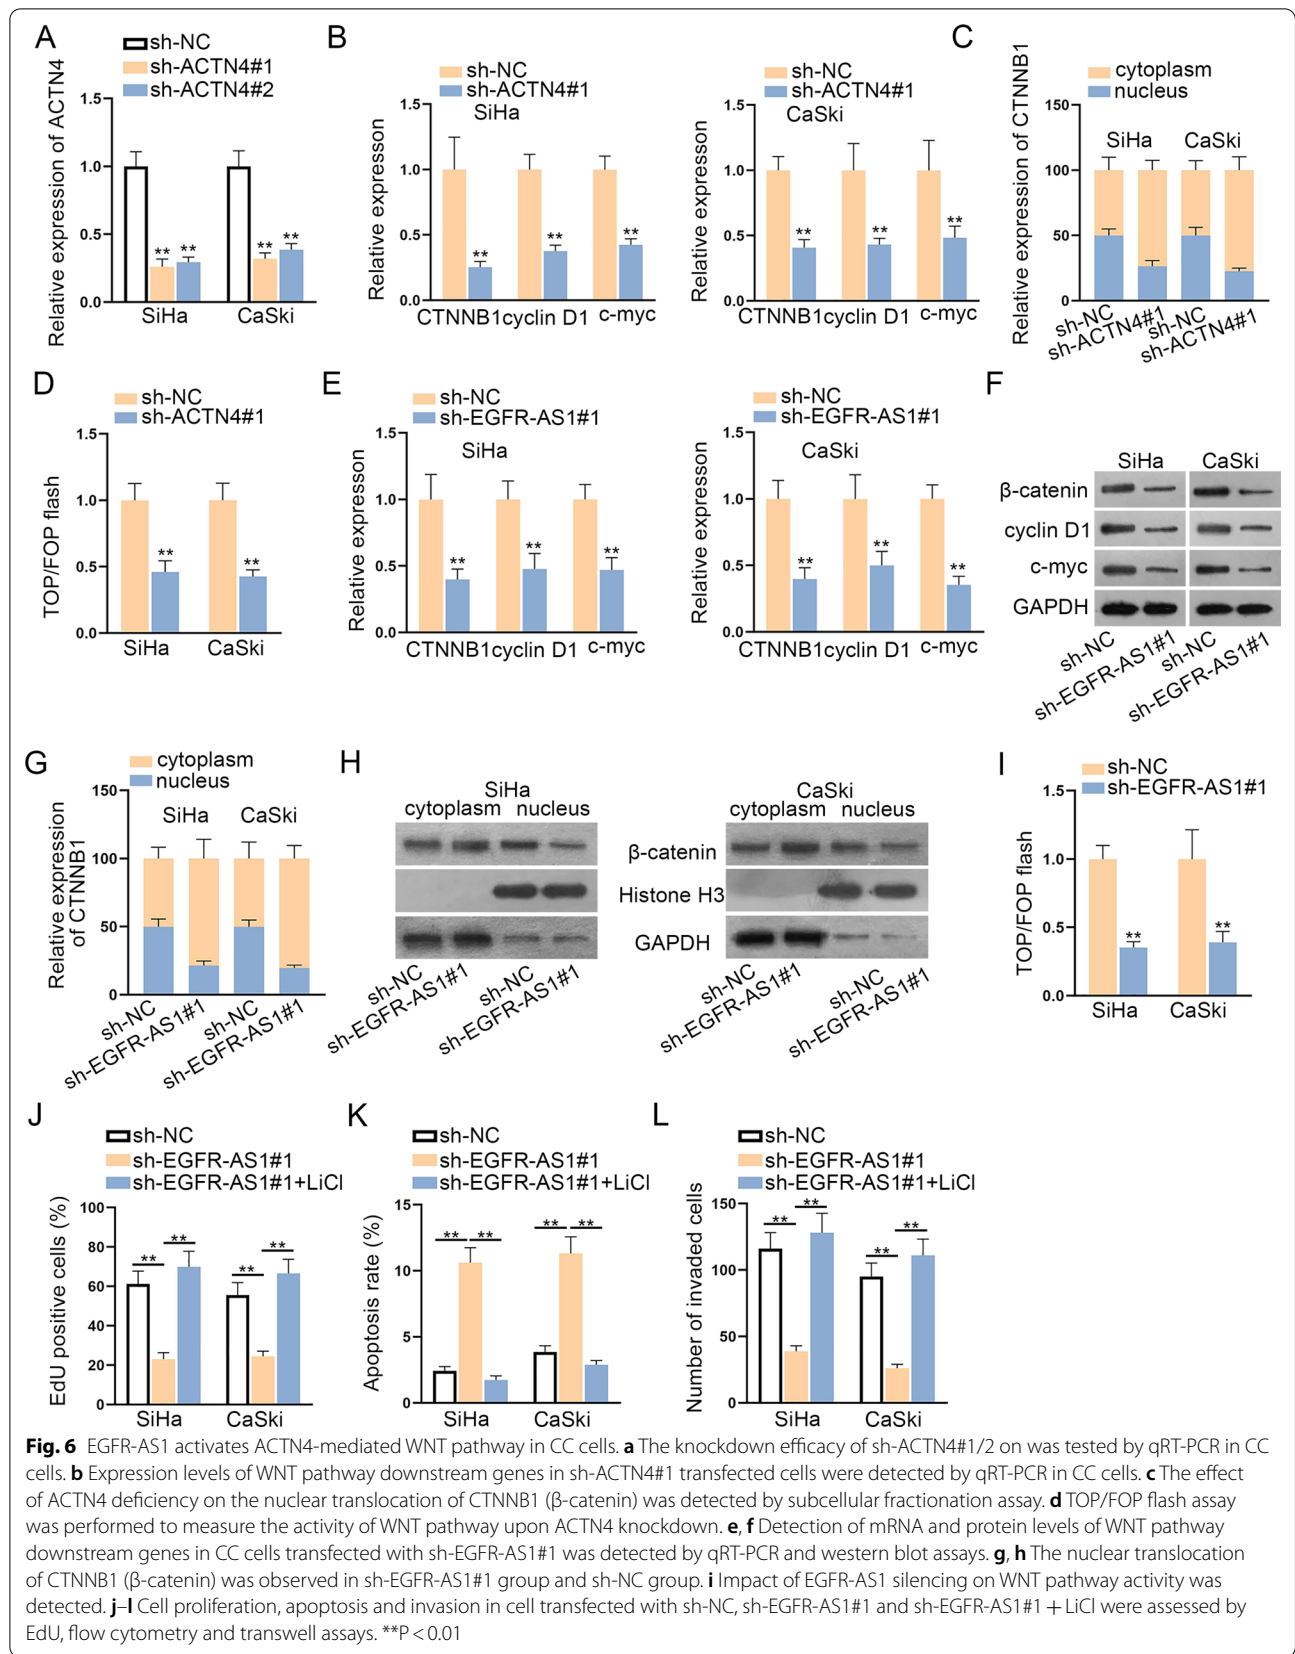 A
sh-NC
sh-ACTN4#1
sh-ACTN4#2
Relative expression of ACTN4
1.5
1.0
0.5
0.0
** ** ** **
SiHa CaSki
B
sh-NC
sh-ACTN4#1
SiHa
Relative expresson
1.5
1.0
0.5
0.0
** ** **
CTNNB1 cyclin D1 c-myc
sh-NC
sh-ACTN4#1
CaSki
Relative expresson
1.5
1.0
0.5
0.0
** ** **
CTNNB1 cyclin D1 c-myc
C
cytoplasm
nucleus
Relative expression of CTNNB1
150
100
50
0
SiHa CaSki
sh-NC
sh-ACTN4#1
sh-NC
sh-ACTN4#1
D
sh-NC
sh-ACTN4#1
TOP/FOP flash
1.5
1.0
0.5
0.0
** **
SiHa CaSki
E
sh-NC
sh-EGFR-AS1#1
SiHa
Relative expresson
1.5
1.0
0.5
0.0
** ** **
CTNNB1 cyclin D1 c-myc
sh-NC
sh-EGFR-AS1#1
CaSki
Relative expresson
1.5
1.0
0.5
0.0
** ** **
CTNNB1 cyclin D1 c-myc
F
SiHa CaSki
β-catenin
cyclin D1
c-myc
GAPDH
sh-NC
sh-EGFR-AS1#1
sh-NC
sh-EGFR-AS1#1
G
cytoplasm
nucleus
Relative expression
of CTNNB1
150
100
50
0
SiHa CaSki
sh-NC
sh-EGFR-AS1#1
sh-NC
sh-EGFR-AS1#1
H
SiHa
cytoplasm nucleus
CaSki
cytoplasm nucleus
β-catenin
Histone H3
GAPDH
sh-NC
sh-EGFR-AS1#1
sh-NC
sh-EGFR-AS1#1
sh-NC
sh-EGFR-AS1#1
sh-NC
sh-EGFR-AS1#1
I
sh-NC
sh-EGFR-AS1#1
TOP/FOP flash
1.5
1.0
0.5
0.0
** **
SiHa CaSki
J
sh-NC
sh-EGFR-AS1#1
sh-EGFR-AS1#1+LiCl
EdU positive cells (%)
100
80
60
40
20
0
** ** ** **
SiHa CaSki
K
sh-NC
sh-EGFR-AS1#1
sh-EGFR-AS1#1+LiCl
Apoptosis rate (%)
15
10
5
0
** ** ** **
SiHa CaSki
L
sh-NC
sh-EGFR-AS1#1
sh-EGFR-AS1#1+LiCl
Number of invaded cells
150
100
50
0
** ** ** **
SiHa CaSki
Fig. 6 EGFR-AS1 activates ACTN4-mediated WNT pathway in CC cells. a The knockdown efficacy of sh-ACTN4#1/2 on was tested by qRT-PCR in CC
cells. b Expression levels of WNT pathway downstream genes in sh-ACTN4#1 transfected cells were detected by qRT-PCR in CC cells. c The effect
of ACTN4 deficiency on the nuclear translocation of CTNNB1 (β-catenin) was detected by subcellular fractionation assay. d TOP/FOP flash assay
was performed to measure the activity of WNT pathway upon ACTN4 knockdown. e, f Detection of mRNA and protein levels of WNT pathway
downstream genes in CC cells transfected with sh-EGFR-AS1#1 was detected by qRT-PCR and western blot assays. g, h The nuclear translocation
of CTNNB1 (β-catenin) was observed in sh-EGFR-AS1#1 group and sh-NC group. i Impact of EGFR-AS1 silencing on WNT pathway activity was
detected. j–l Cell proliferation, apoptosis and invasion in cell transfected with sh-NC, sh-EGFR-AS1#1 and sh-EGFR-AS1#1 + LiCl were assessed by
EdU, flow cytometry and transwell assays. **P < 0.01